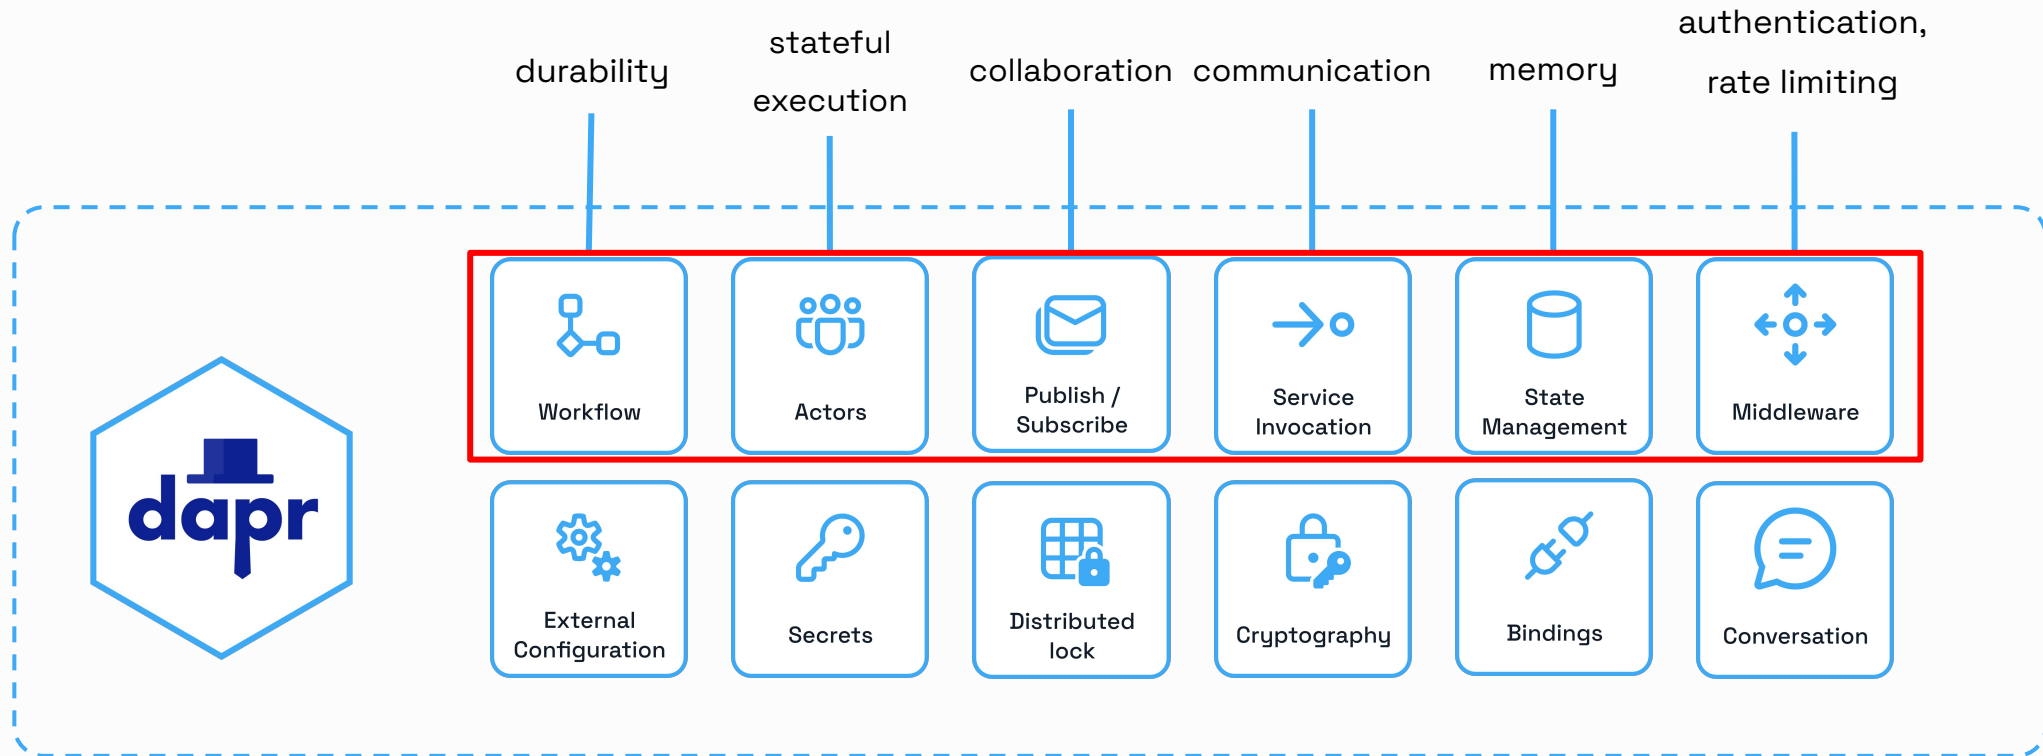 durability
stateful
execution
collaboration
communication
memory
authentication,
rate limiting
Workflow
Actors
Publish /
Subscribe
Service
Invocation
State
Management
Middleware
dapr
External
Configuration
Secrets
Distributed
lock
Cryptography
Bindings
Conversation